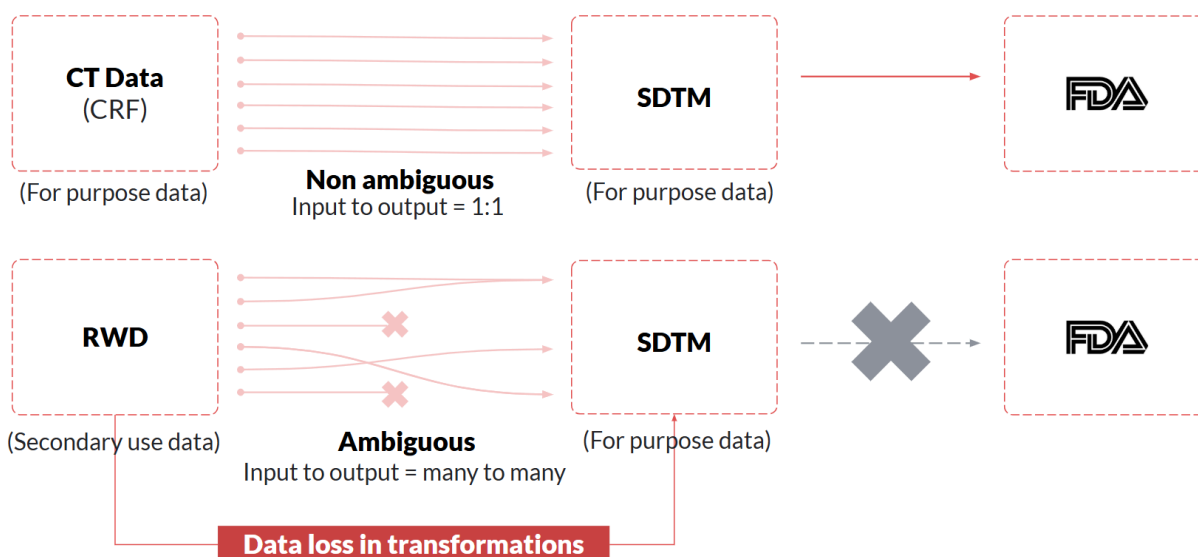 CT Data
(CRF)
SDTM
FDA
(For purpose data)
Non ambiguous
Input to output = 1:1
(For purpose data)
RWD
SDTM
FDA
(Secondary use data)
Ambiguous
Input to output = many to many
(For purpose data)
Data loss in transformations